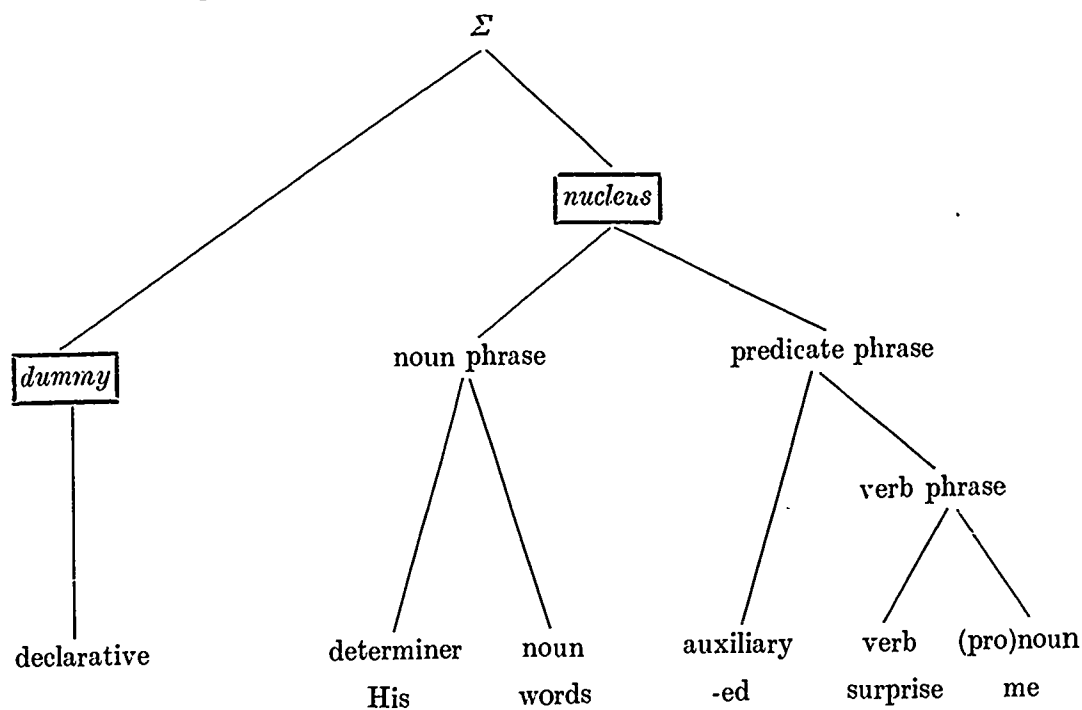 Σ
nucleus
noun phrase
predicate phrase
dummy
verb phrase
declarative
determiner noun auxiliary verb (pro)noun
His words -ed surprise me